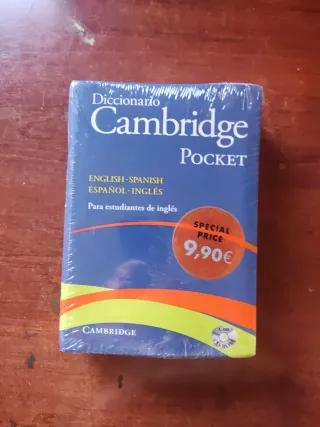 Diccionario
Cambridge
POCKET
ENGLISH-SPANISH
ESPAÑOL-INGLÉS
Para estudiantes de inglés
SPECIAL
PRICE
9,90€
CAMBRIDGE